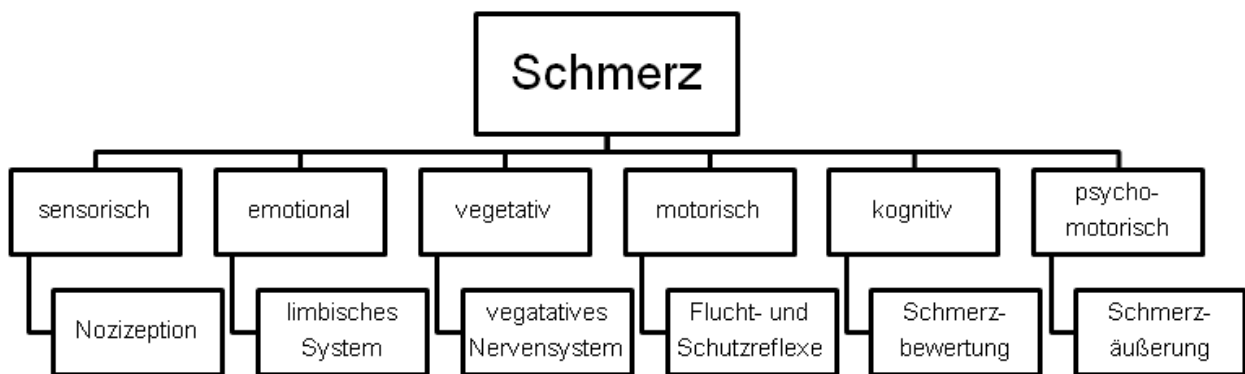 Schmerz
sensorisch
emotional
vegetativ
motorisch
kognitiv
psycho-
motorisch
Nozizeption
limbisches
System
vegatatives
Nervensystem
Flucht- und
Schutzreflexe
Schmerz-
bewertung
Schmerz-
äußerung